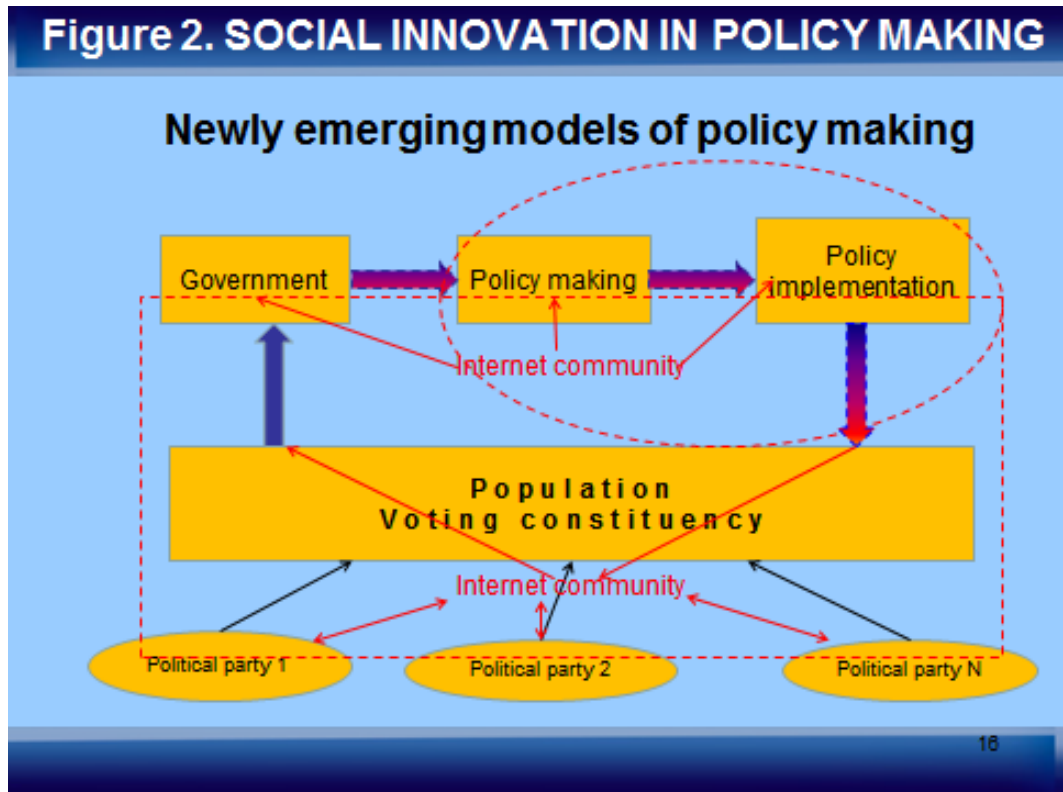 Figure 2. SOCIAL INNOVATION IN POLICY MAKING
Newly emerging models of policy making
Government
Policy making
Policy
implementation
Internet community
Population
Voting constituency
Internet community
Political party 1
Political party 2
Political party N
16